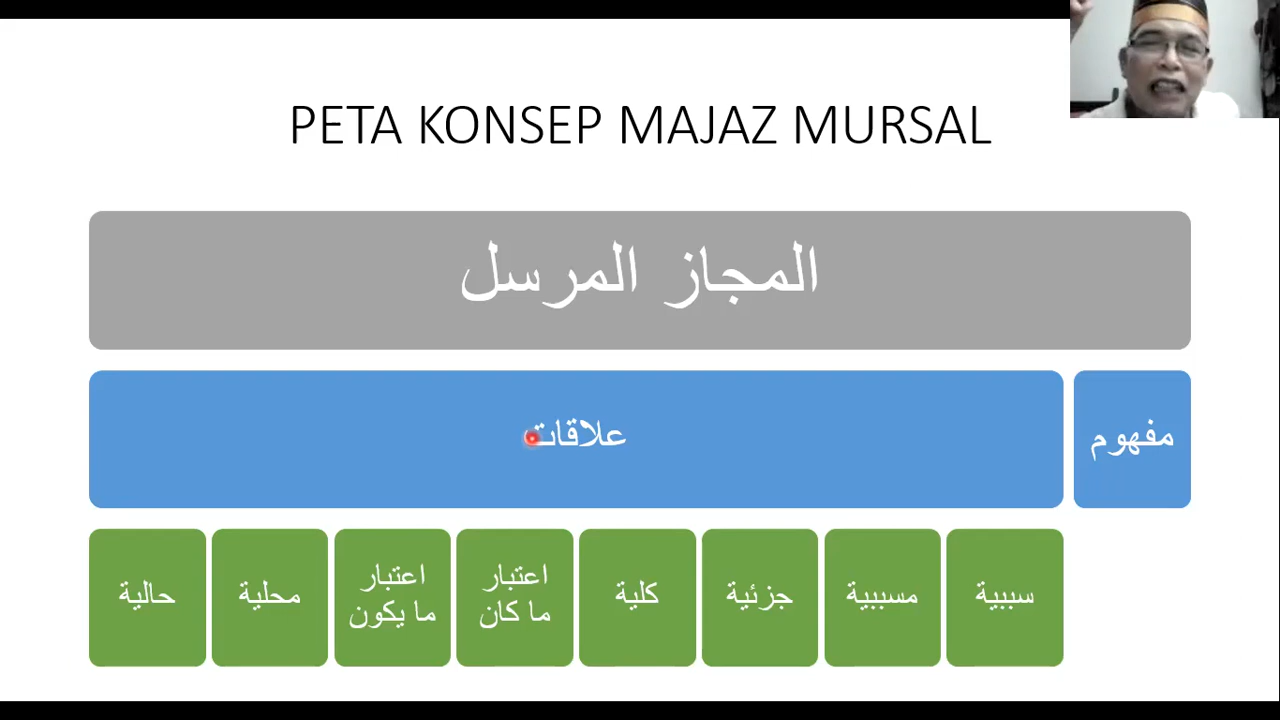 PETA KONSEP MAJAZ MURSAL
المجاز المرسل
مفهوم
علاقات
سببية
مسببية
جزئية
كلية
اعتبار
ما كان
اعتبار
ما يكون
محلية
حالية